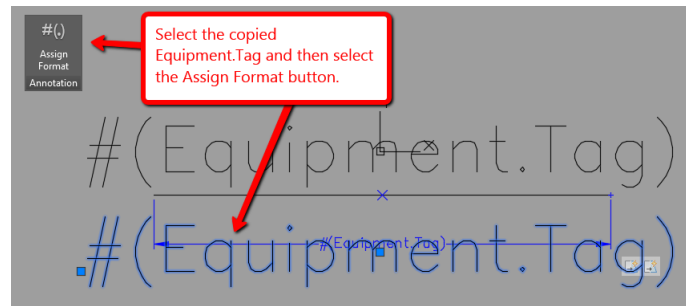 #(.)
Assign
Format
Annotation
Select the copied
Equipment.Tag and then select
the Assign Format button.
#(Equipment.Tag)
#(Equipment.Tag)
#(Equipment.Tag)